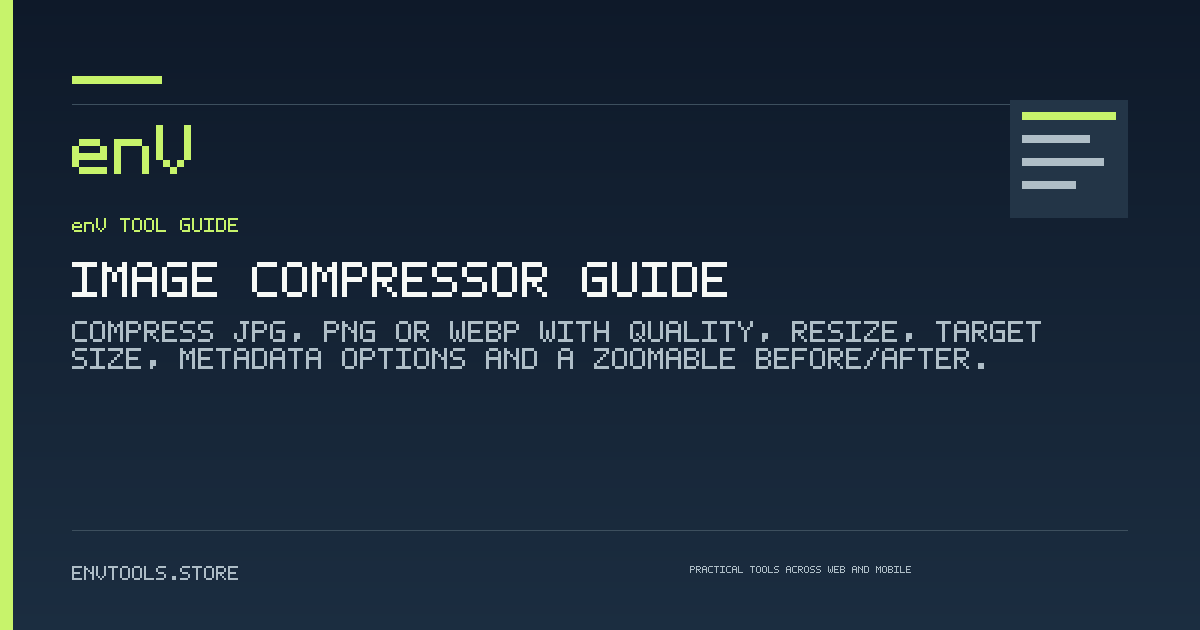 enV
enV TOOL GUIDE
IMAGE COMPRESSOR GUIDE
COMPRESS JPG, PNG OR WEBP WITH QUALITY, RESIZE, TARGET
SIZE, METADATA OPTIONS AND A ZOOMABLE BEFORE/AFTER.
ENVTOOLS.STORE
PRACTICAL TOOLS ACROSS WEB AND MOBILE